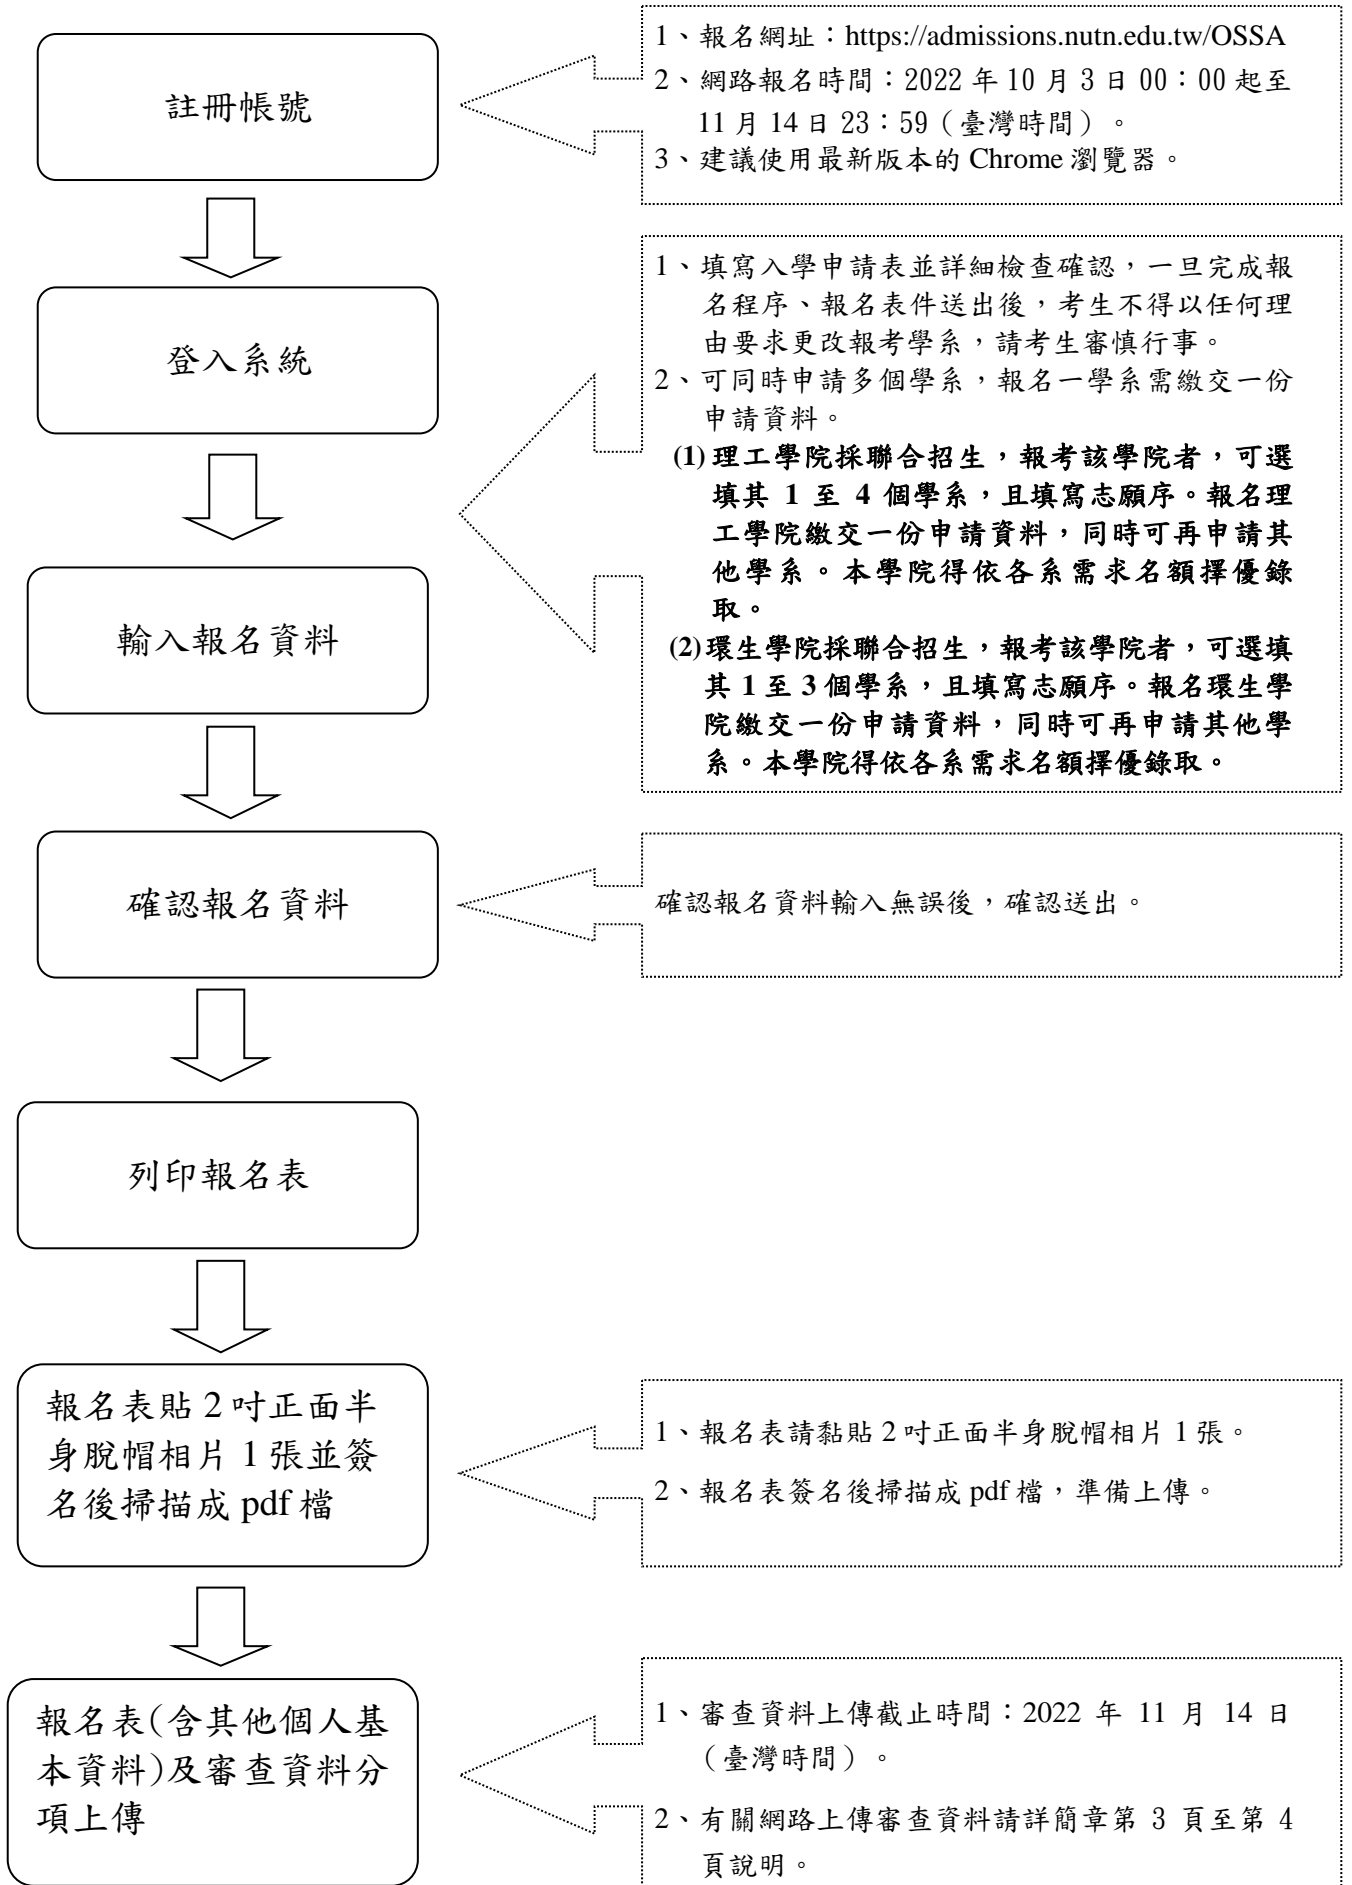 註冊帳號
1、報名網址：https://admissions.nutn.edu.tw/OSSA
2、網路報名時間：2022 年 10 月 3 日 00：00 起至
11 月 14 日 23：59（臺灣時間）。
3、建議使用最新版本的 Chrome 瀏覽器。
登入系統
輸入報名資料
1、填寫入學申請表並詳細檢查確認，一旦完成報
名程序、報名表件送出後，考生不得以任何理
由要求更改報考學系，請考生審慎行事。
2、可同時申請多個學系，報名一學系需繳交一份
申請資料。
(1)理工學院採聯合招生，報考該學院者，可選
填其 1 至 4 個學系，且填寫志願序。報名理
工學院繳交一份申請資料，同時可再申請其
他學系。本學院得依各系需求名額擇優錄
取。
(2)環生學院採聯合招生，報考該學院者，可選填
其 1 至 3 個學系，且填寫志願序。報名環生學
院繳交一份申請資料，同時可再申請其他學
系。本學院得依各系需求名額擇優錄取。
確認報名資料
確認報名資料輸入無誤後，確認送出。
列印報名表
報名表貼 2 吋正面半
身脫帽相片 1 張並簽
名後掃描成 pdf 檔
1、報名表請黏貼 2 吋正面半身脫帽相片 1 張。
2、報名表簽名後掃描成 pdf 檔，準備上傳。
報名表(含其他個人基
本資料)及審查資料分
項上傳
1、審查資料上傳截止時間：2022 年 11 月 14 日
（臺灣時間）。
2、有關網路上傳審查資料請詳簡章第 3 頁至第 4
頁說明。